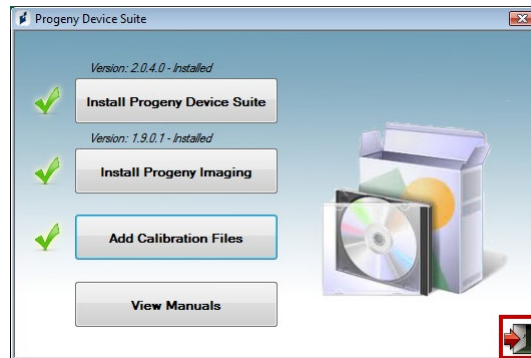 Progeny Device Suite
Version: 2.0.4.0 - Installed
Install Progeny Device Suite
Version: 1.9.0.1 - Installed
Install Progeny Imaging
Add Calibration Files
View Manuals